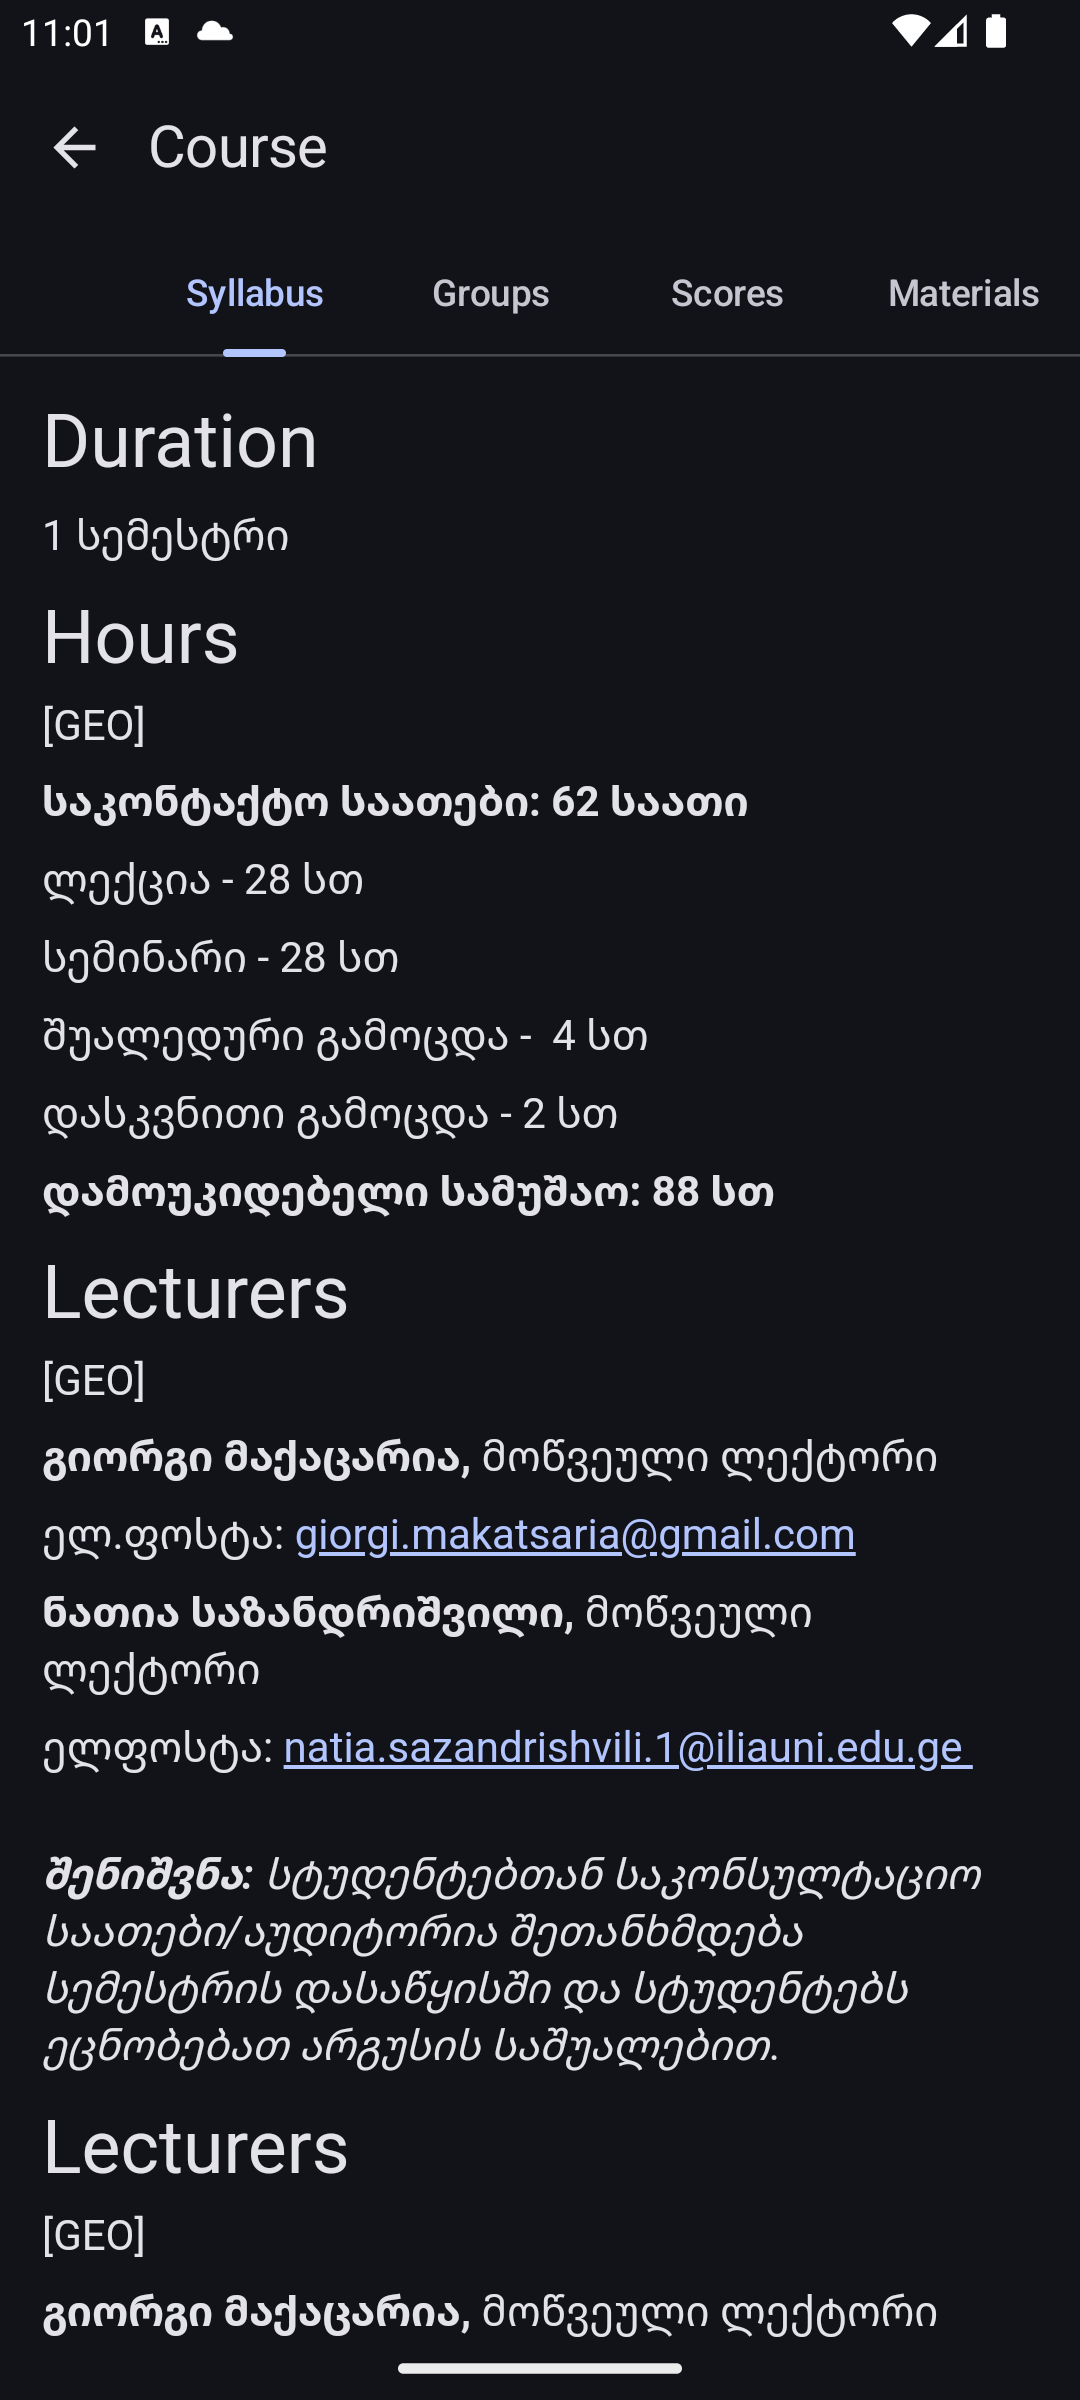 11:01
Course
Syllabus Groups Scores Materials
Duration
1 სემესტრი
Hours
[GEO]
საკონტაქტო საათები: 62 საათი
ლექცია - 28 სთ
სემინარი - 28 სთ
შუალედური გამოცდა -  4 სთ
დასკვნითი გამოცდა - 2 სთ
დამოუკიდებელი სამუშაო: 88 სთ
Lecturers
[GEO]
გიორგი მაქაცარია, მოწვეული ლექტორი
ელ.ფოსტა: giorgi.makatsaria@gmail.com
ნათია საზანდრიშვილი, მოწვეული
ლექტორი
ელფოსტა: natia.sazandrishvili.1@iliauni.edu.ge
შენიშვნა: სტუდენტებთან საკონსულტაციო
საათები/აუდიტორია შეთანხმდება
სემესტრის დასაწყისში და სტუდენტებს
ეცნობებათ არგუსის საშუალებით.
Lecturers
[GEO]
გიორგი მაქაცარია, მოწვეული ლექტორი